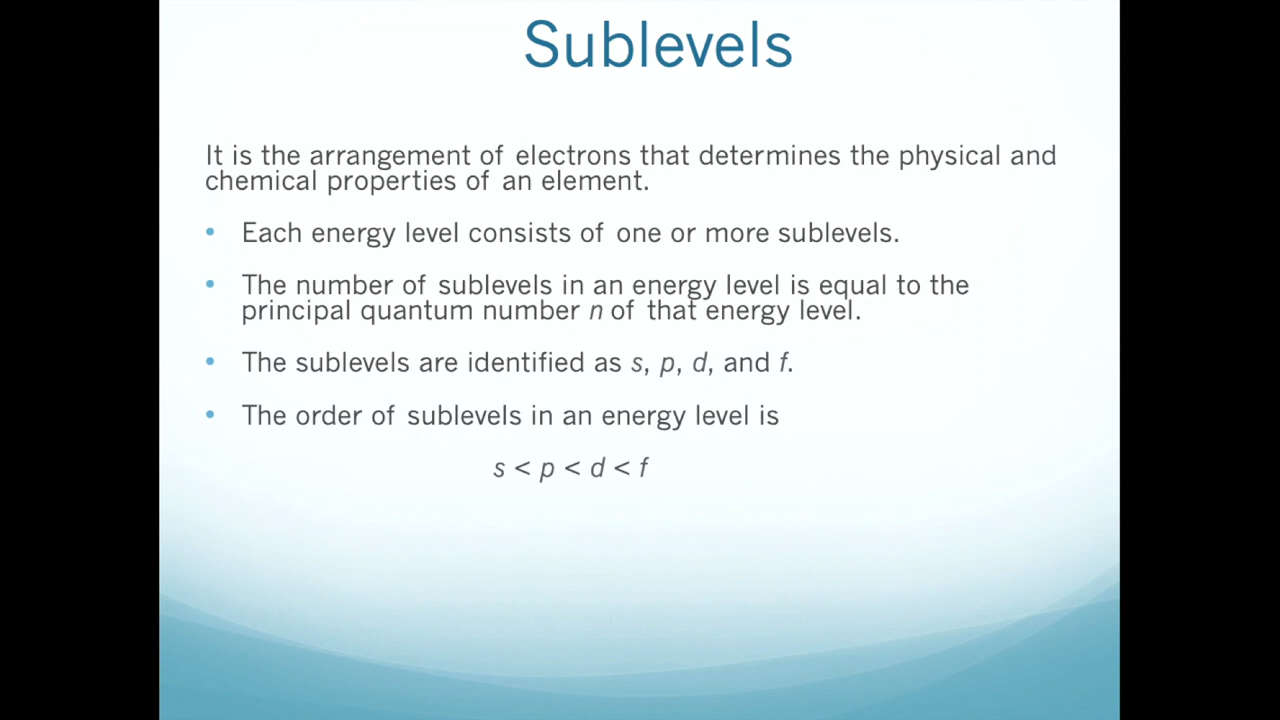 Sublevels
It is the arrangement of electrons that determines the physical and
chemical properties of an element.
• Each energy level consists of one or more sublevels.
• The number of sublevels in an energy level is equal to the
principal quantum number n of that energy level.
• The sublevels are identified as s, p, d, and f.
• The order of sublevels in an energy level is
s < p < d < f